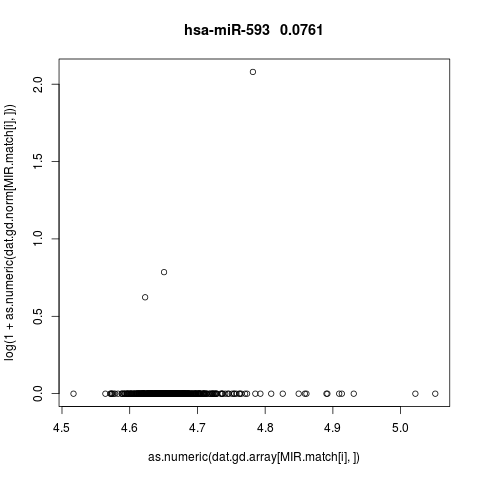 hsa-miR-593 0.0761
log(1 + as.numeric(dat.gd.norm[MIR.match[i], ]))
2.0
1.5
1.0
0.5
0.0
4.5 4.6 4.7 4.8 4.9 5.0
as.numeric(dat.gd.array[MIR.match[i], ])